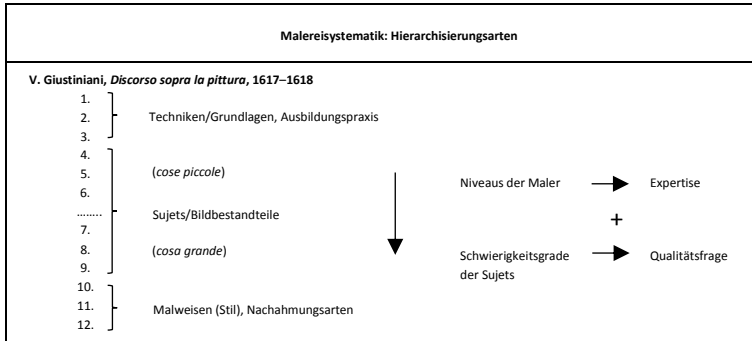 Malereisystematik: Hierarchisierungsarten
V. Giustiniani, Discorso sopra la pittura, 1617–1618
1.
2. Techniken/Grundlagen, Ausbildungspraxis
3.
4.
5. (cose piccole)
Niveaus der Maler Expertise
6.
........ Sujets/Bildbestandteile +
7.
8. (cosa grande) Schwierigkeitsgrade Qualitätsfrage
9. der Sujets
10.
11. Malweisen (Stil), Nachahmungsarten
12.